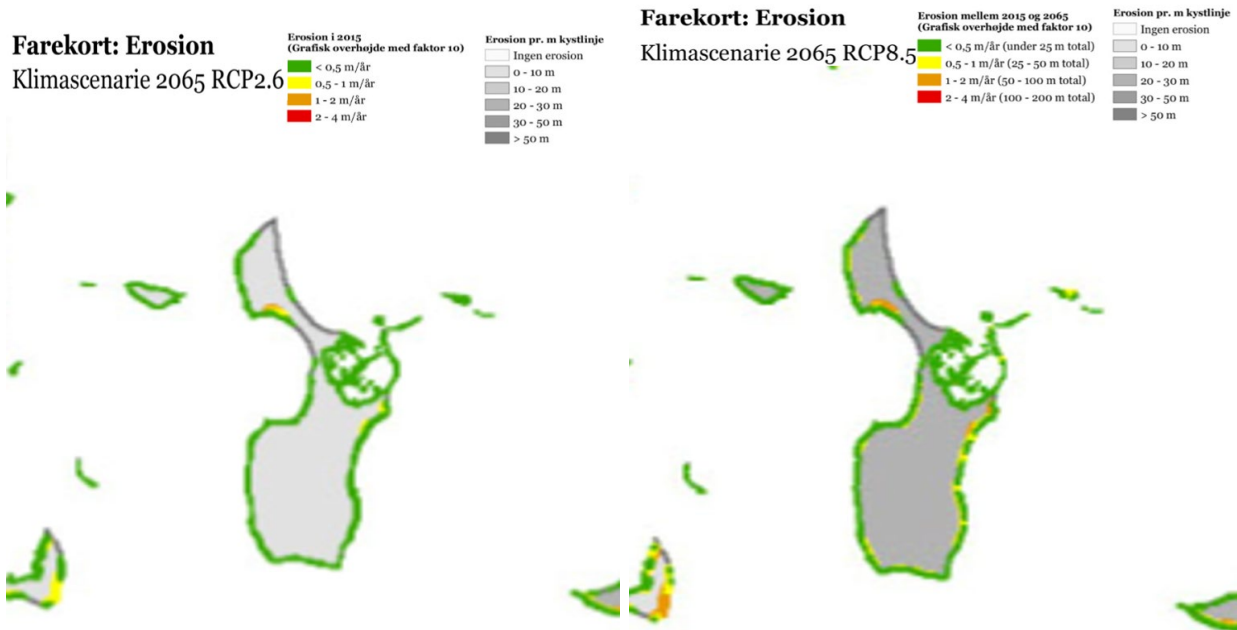 Farekort: Erosion
Klimascenarie 2065 RCP2.6
Erosion i 2015
(Grafisk overhøjde med faktor 10)
< 0,5 m/år
0,5 - 1 m/år
1 - 2 m/år
2 - 4 m/år
Erosion pr. m kystlinje
Ingen erosion
0 - 10 m
10 - 20 m
20 - 30 m
30 - 50 m
> 50 m
Farekort: Erosion
Klimascenarie 2065 RCP8.5
Erosion mellem 2015 og 2065
(Grafisk overhøjde med faktor 10)
< 0,5 m/år (under 25 m total)
0,5 - 1 m/år (25 - 50 m total)
1 - 2 m/år (50 - 100 m total)
2 - 4 m/år (100 - 200 m total)
Erosion pr. m kystlinje
Ingen erosion
0 - 10 m
10 - 20 m
20 - 30 m
30 - 50 m
> 50 m